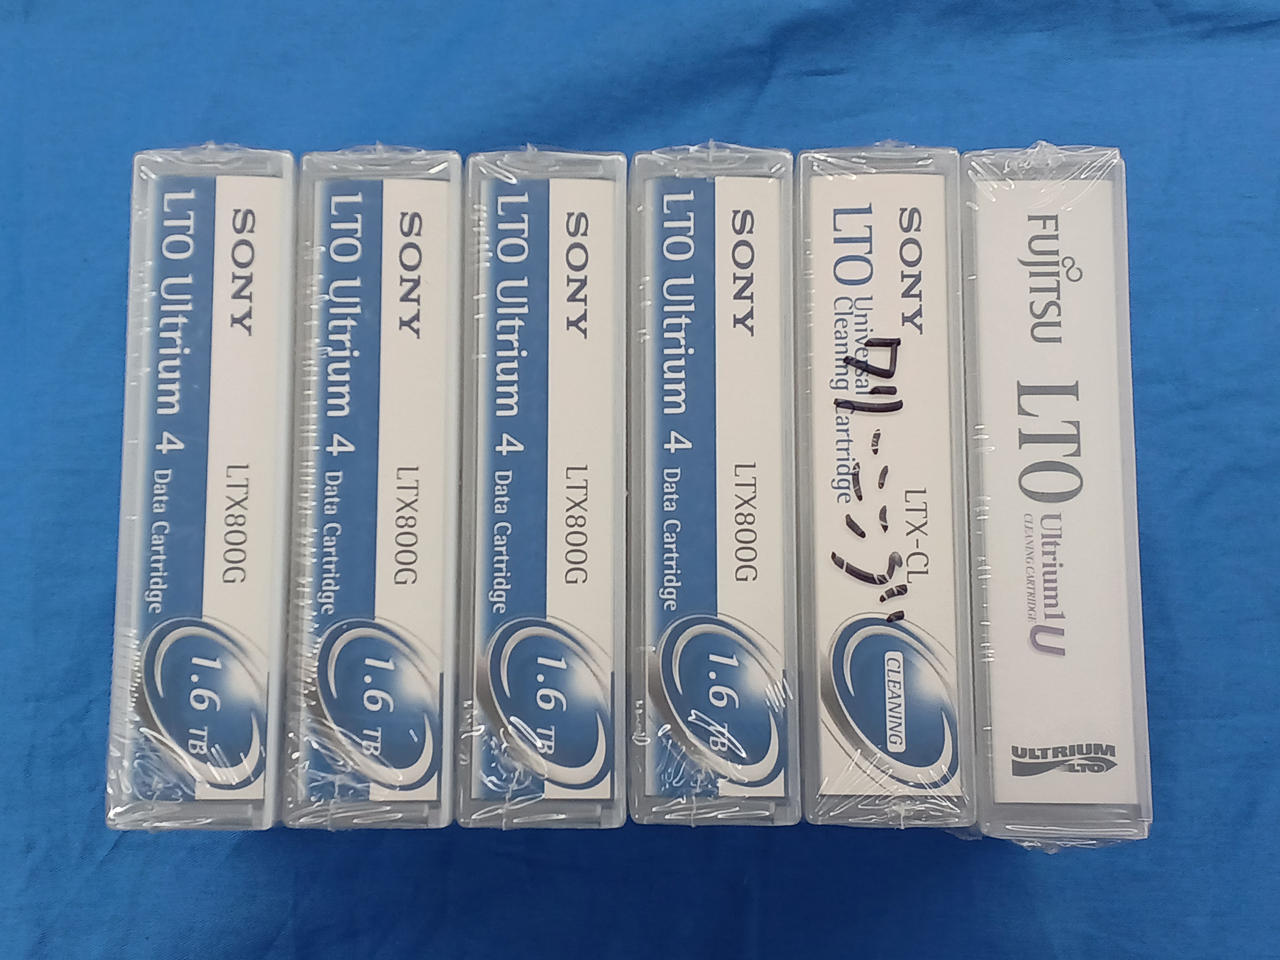 SONY LTX800G
LTO Ultrium 4 Data Cartridge
1.6 TB
SONY LTX800G
LTO Ultrium 4 Data Cartridge
1.6 TB
SONY LTX800G
LTO Ultrium 4 Data Cartridge
1.6 TB
SONY LTX800G
LTO Ultrium 4 Data Cartridge
1.6 TB
SONY LTX-CL
LTO Universal
Cleaning Cartridge
クリーニング
CLEANING
FUJITSU LTO Ultrium1 U
CLEANING CARTRIDGE
ULTRIUM
LTO